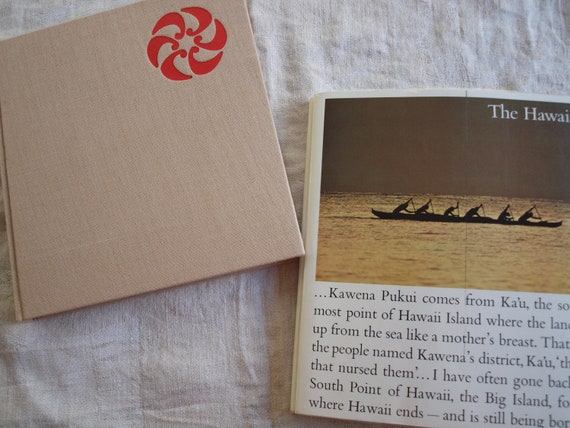 The Hawai
…Kawena Pukui comes from Ka'u, the so
most point of Hawaii Island where the land
up from the sea like a mother's breast. That
the people named Kawena's district, Ka'u, 'th
that nursed them'… I have often gone back
South Point of Hawaii, the Big Island, fo
where Hawaii ends — and is still being bor